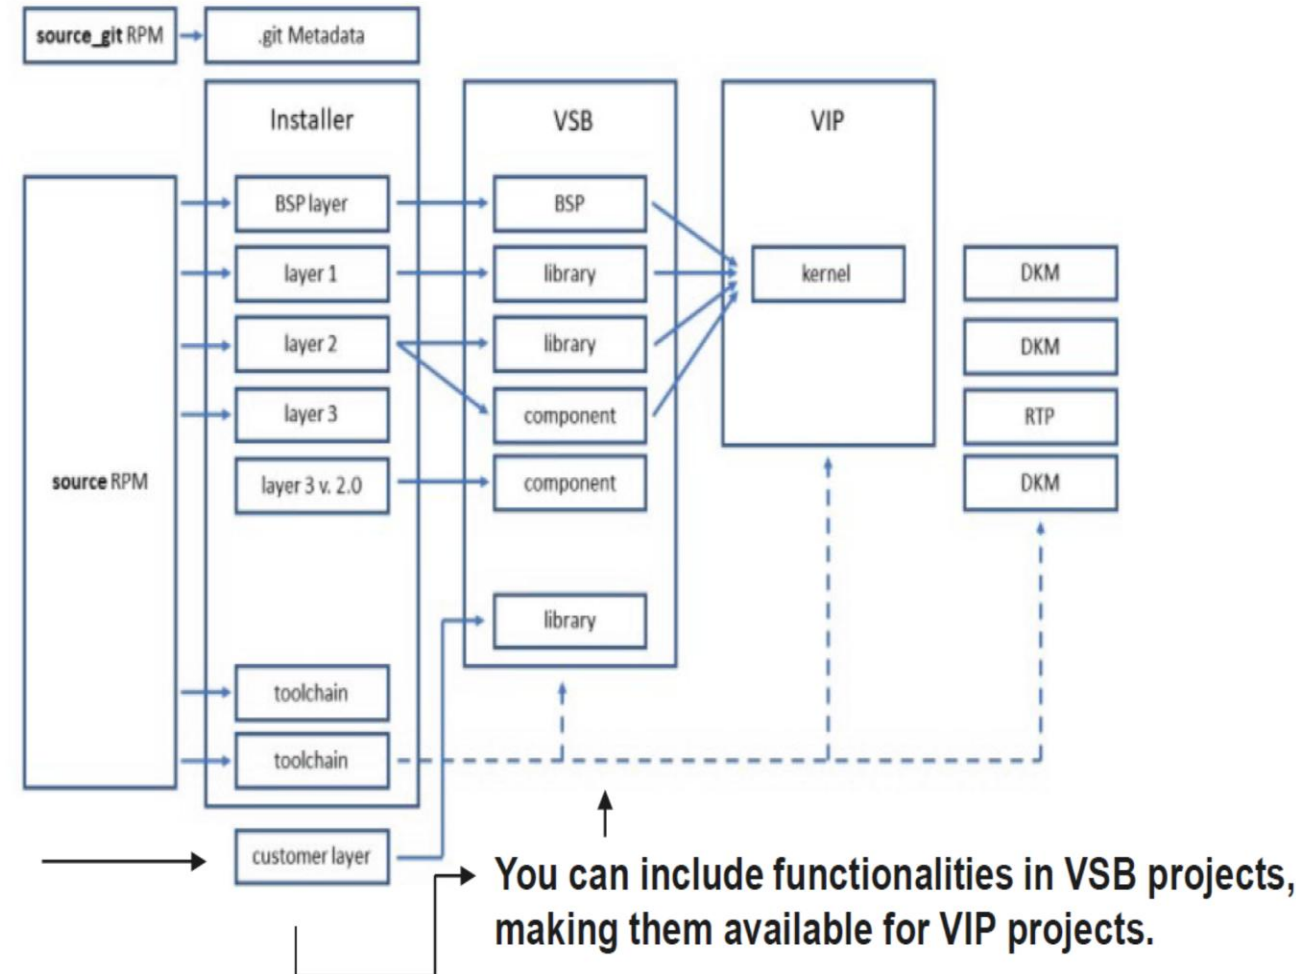 source_git RPM
.git Metadata
Installer
VSB
VIP
BSP layer
BSP
layer 1
library
kernel
DKM
layer 2
library
DKM
layer 3
component
RTP
source RPM
layer 3 v. 2.0
component
DKM
library
toolchain
toolchain
customer layer
You can include functionalities in VSB projects,
making them available for VIP projects.